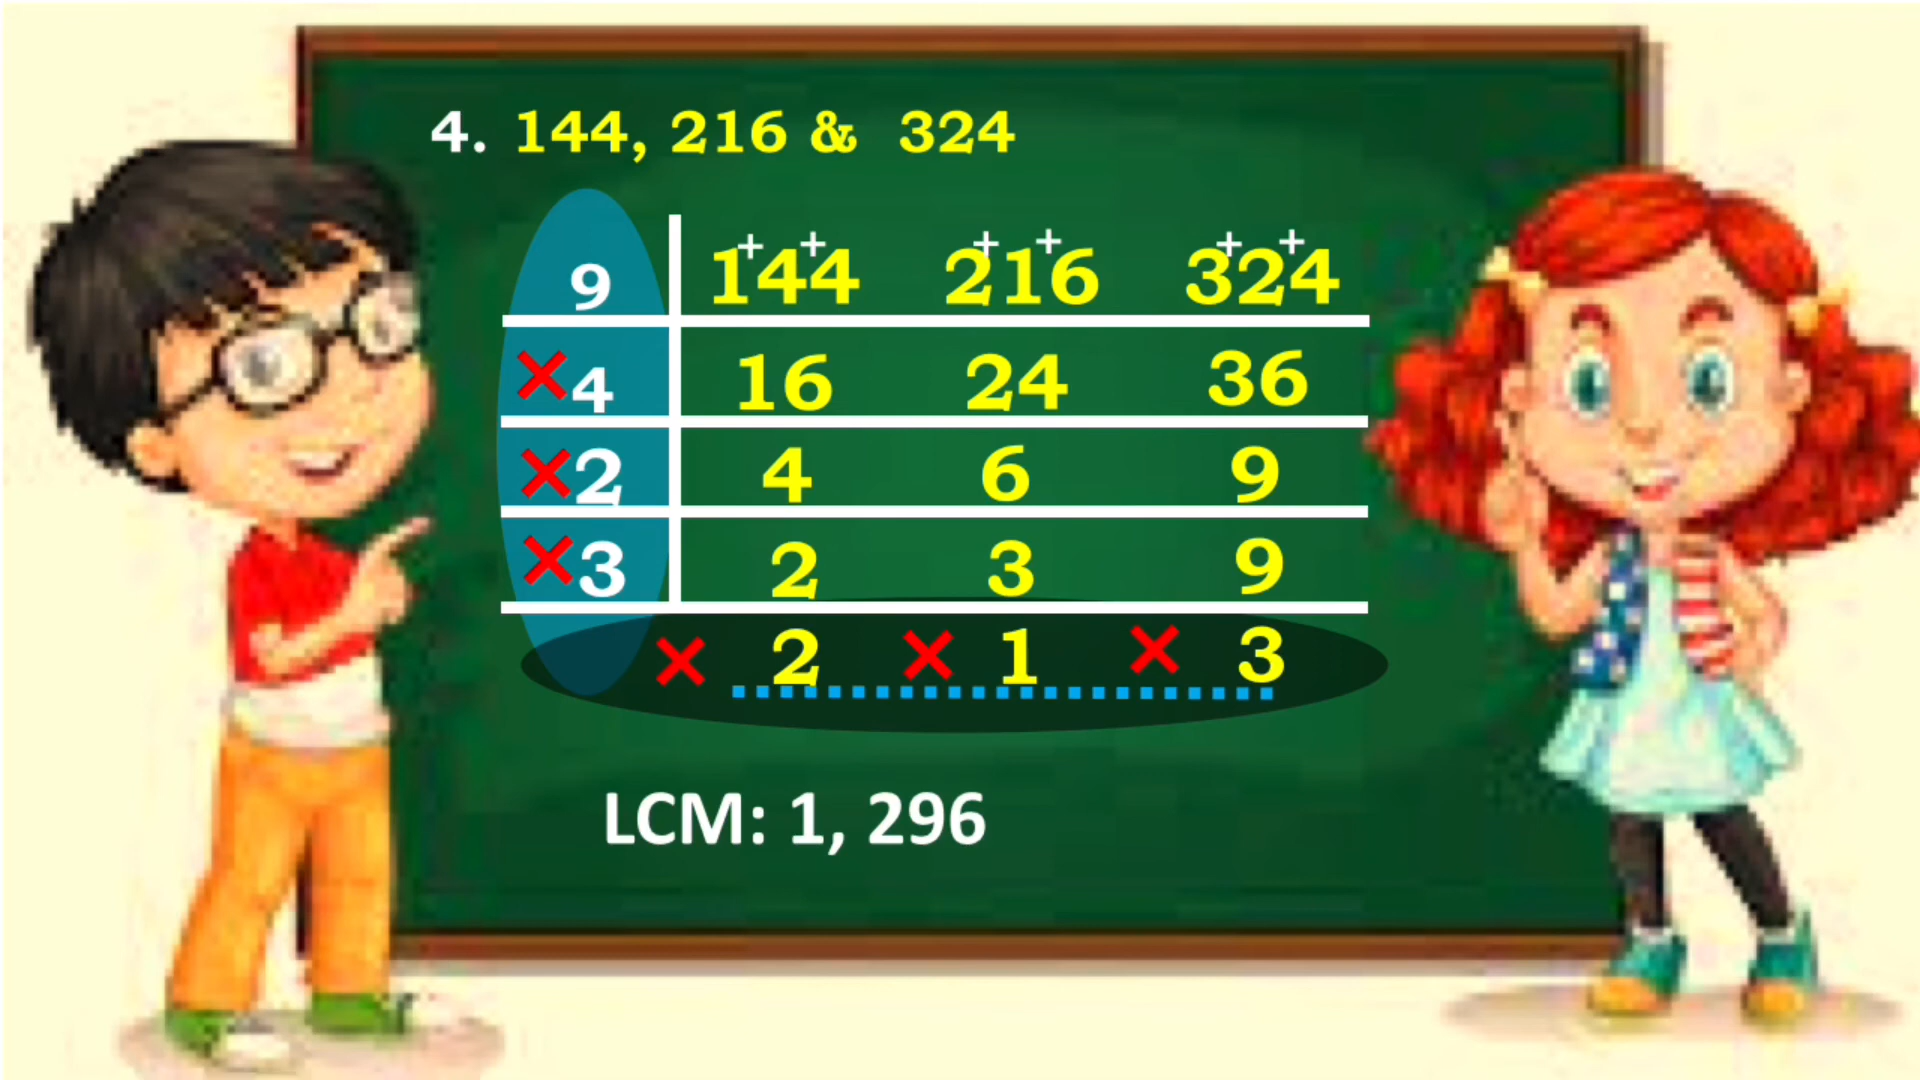 4. 144, 216 & 324
9 144 216 324
×4 16 24 36
×2 4 6 9
×3 2 3 9
× 2 × 1 × 3
LCM: 1, 296